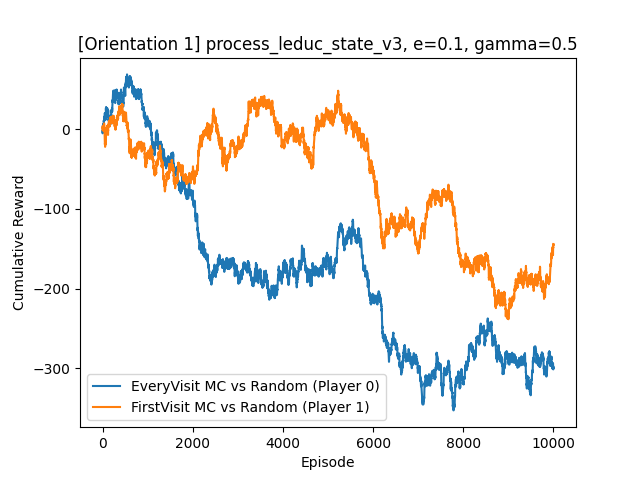 [Orientation 1] process_leduc_state_v3, e=0.1, gamma=0.5
Cumulative Reward
0
−100
−200
−300
EveryVisit MC vs Random (Player 0)
FirstVisit MC vs Random (Player 1)
0 2000 4000 6000 8000 10000
Episode